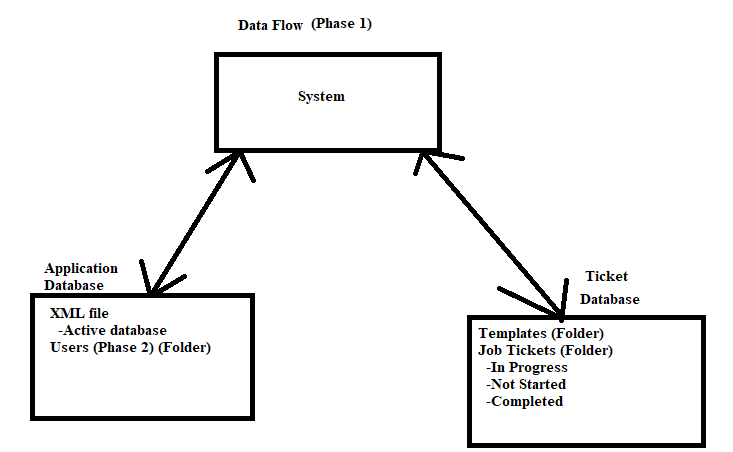 Data Flow (Phase 1)
System
Application
Database
XML file
-Active database
Users (Phase 2) (Folder)
Ticket
Database
Templates (Folder)
Job Tickets (Folder)
-In Progress
-Not Started
-Completed